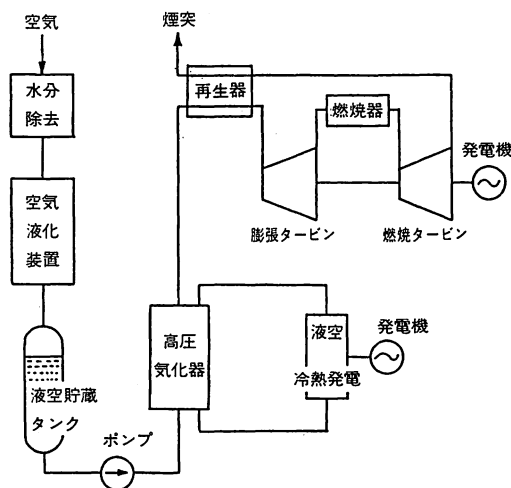 空気
水分
除去
空気
液化
装置
液空貯蔵
タンク
ポンプ
高圧
気化器
液空
冷熱発電
発電機
煙突
再生器
燃焼器
膨張タービン
燃焼タービン
発電機